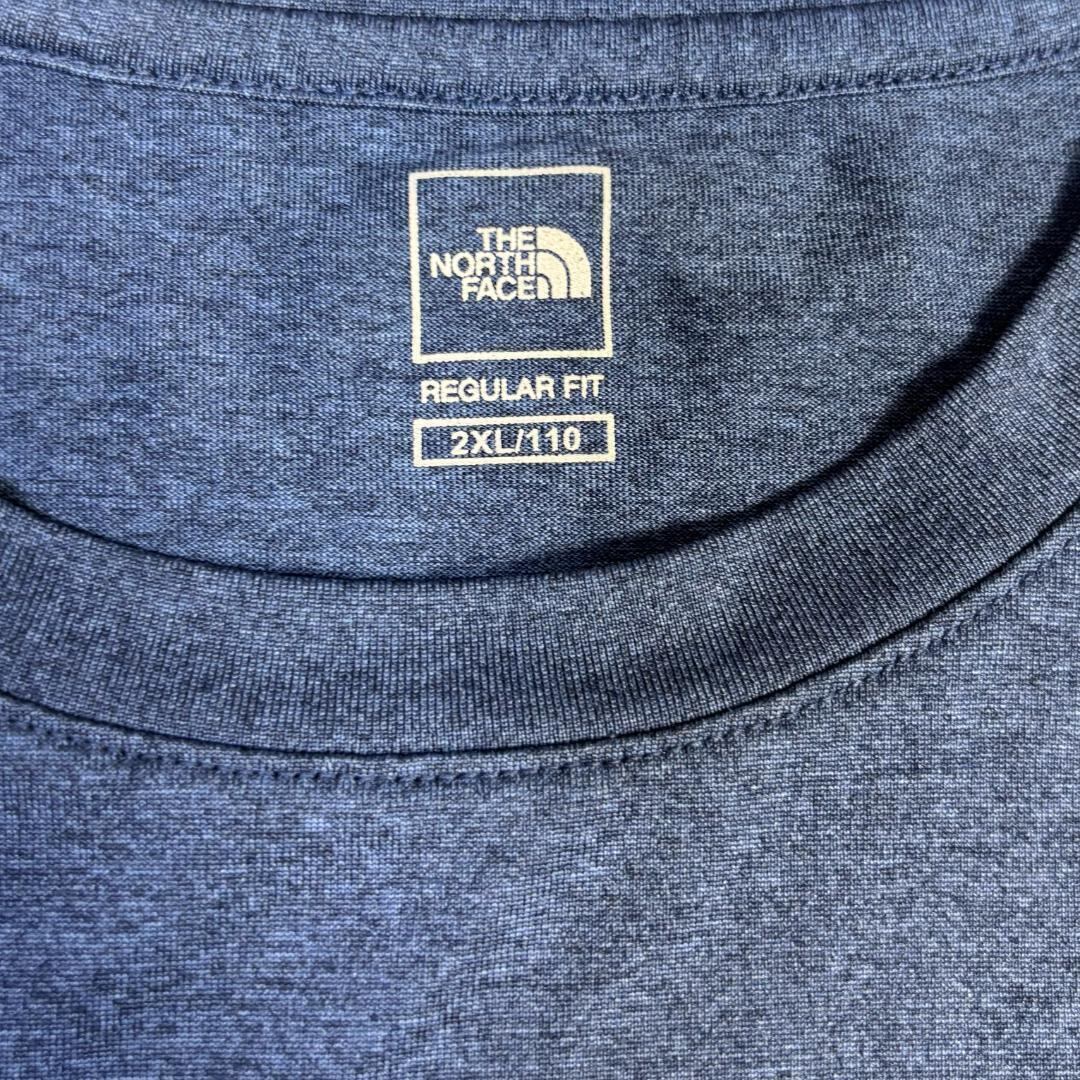 THE
NORTH
FACE
REGULAR FIT
2XL/110